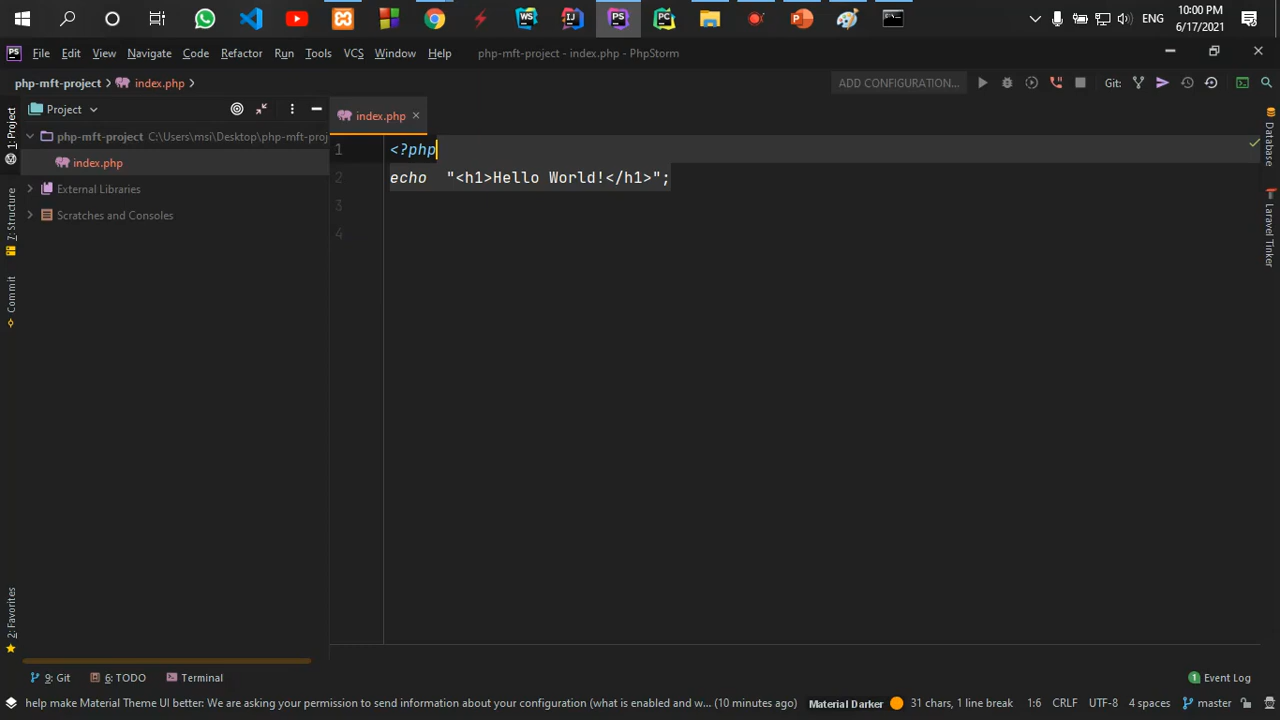 10:00 PM
ENG
6/17/2021
WS
IJ
PS
PC
PS File Edit View Navigate Code Refactor Run Tools VCS Window Help php-mft-project - index.php - PhpStorm
php-mft-project index.php ADD CONFIGURATION... Git:
1: Project
Project
index.php
php-mft-project C:\Users\msi\Desktop\php-mft-proj
index.php
External Libraries
Scratches and Consoles
1 <?php
2 echo  "<h1>Hello World!</h1>";
3
4
7: Structure
Commit
2: Favorites
Database
Laravel Tinker
9: Git 6: TODO Terminal 1 Event Log
help make Material Theme UI better: We are asking your permission to send information about your configuration (what is enabled and w... (10 minutes ago) Material Darker 31 chars, 1 line break 1:6 CRLF UTF-8 4 spaces master